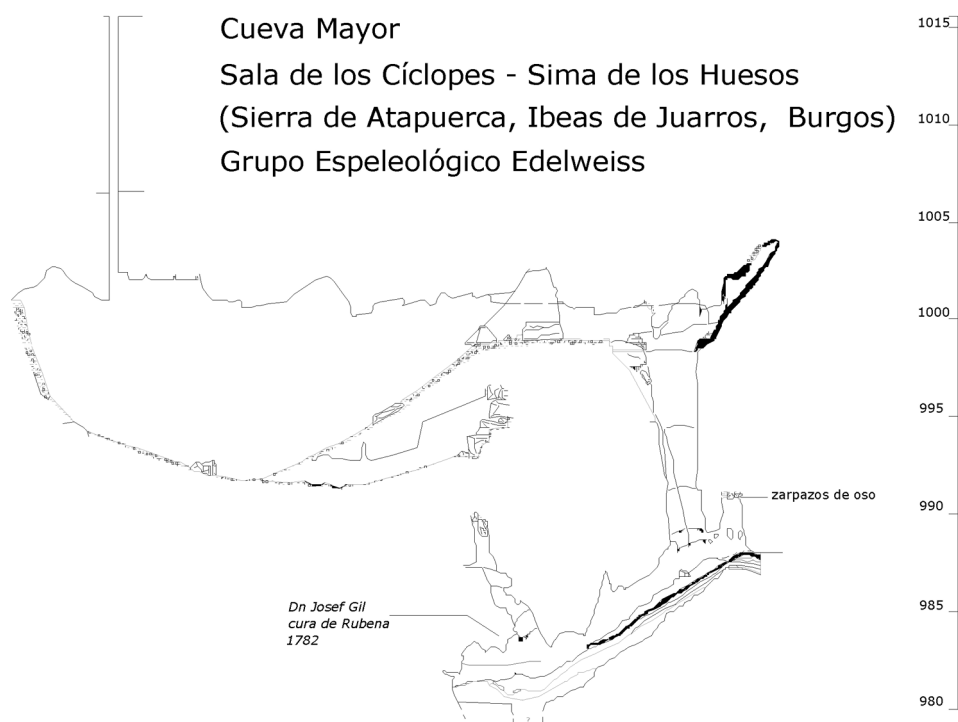 Cueva Mayor
Sala de los Cíclopes - Sima de los Huesos
(Sierra de Atapuerca, Ibeas de Juarros, Burgos)
Grupo Espeleológico Edelweiss
1015
1010
1005
1000
995
990
985
980
zarpazos de oso
Dn Josef Gil
cura de Rubena
1782